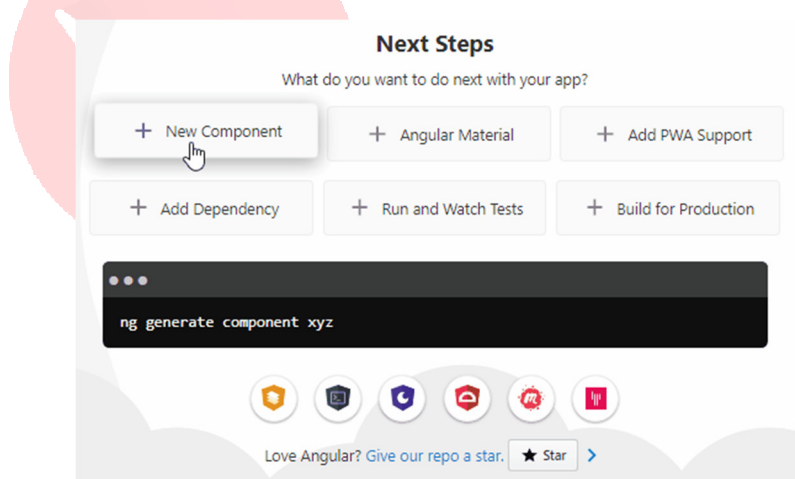 Next Steps
What do you want to do next with your app?
+ New Component
+ Angular Material
+ Add PWA Support
+ Add Dependency
+ Run and Watch Tests
+ Build for Production
ng generate component xyz
Love Angular? Give our repo a star. ★ Star >